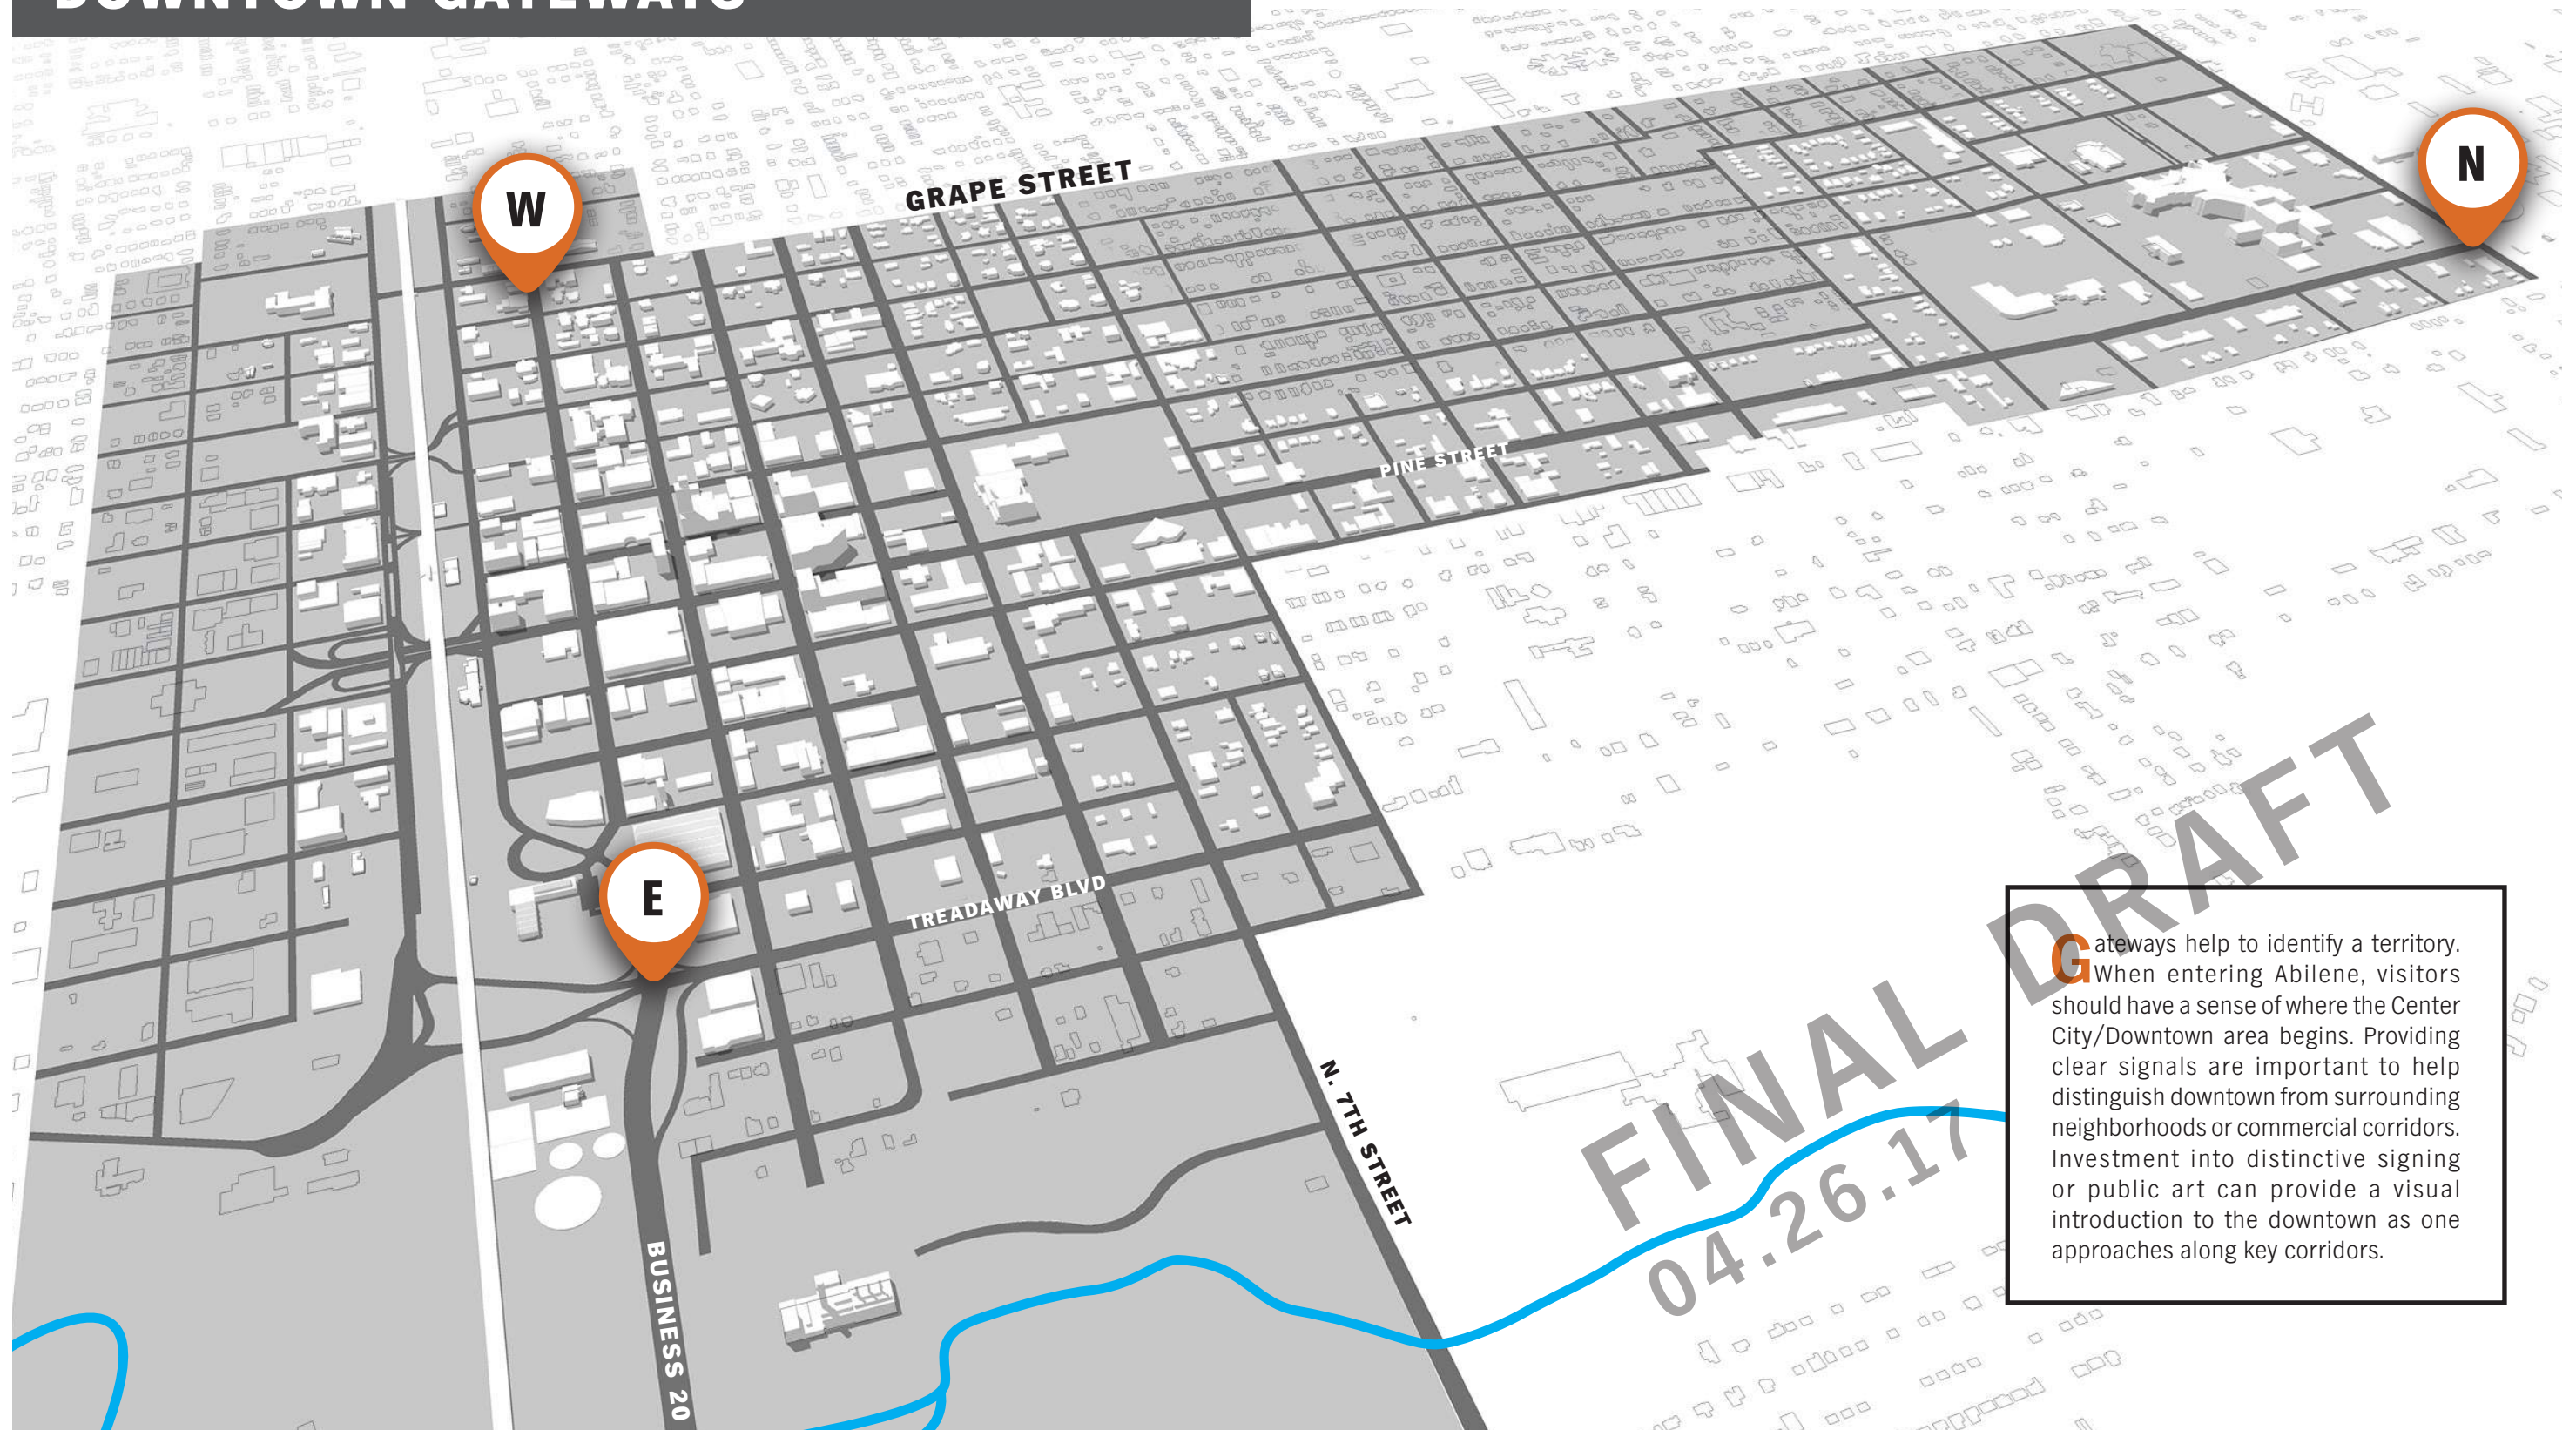 DOWNTOWN GATEWAYS
W
N
GRAPE STREET
PINE STREET
E
TREADAWAY BLVD
N. 7TH STREET
BUSINESS 20
FINAL DRAFT
04.26.17
Gateways help to identify a territory.
When entering Abilene, visitors
should have a sense of where the Center
City/Downtown area begins. Providing
clear signals are important to help
distinguish downtown from surrounding
neighborhoods or commercial corridors.
Investment into distinctive signing
or public art can provide a visual
introduction to the downtown as one
approaches along key corridors.